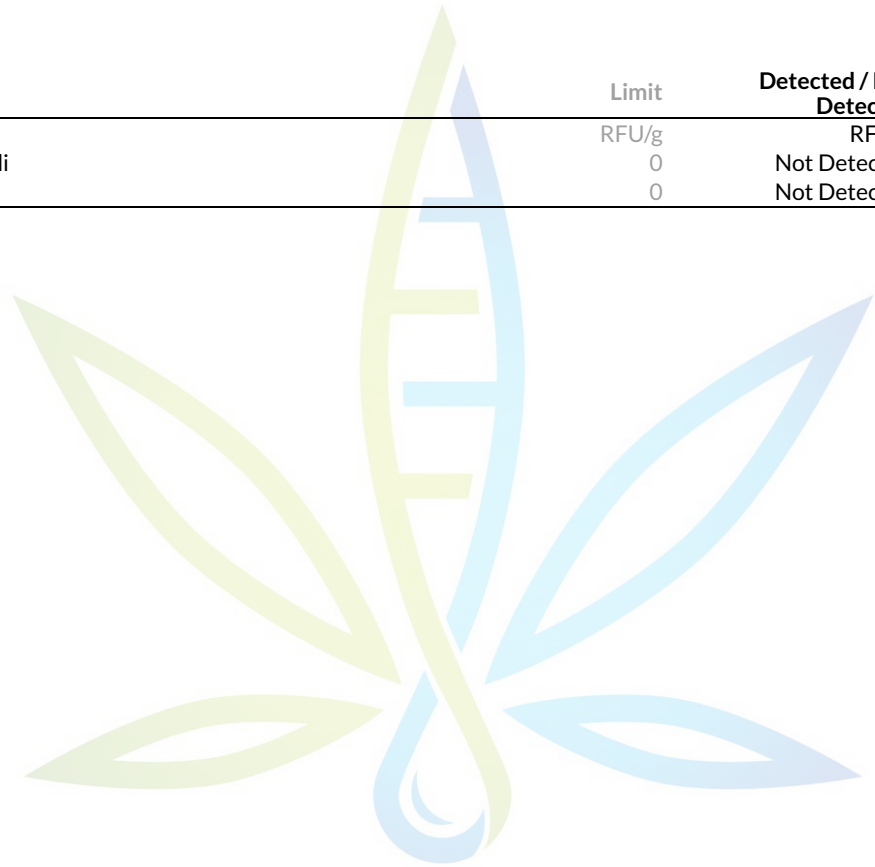 Limit Detected /
Detec
RFU/g RF
li 0 Not Detec
0 Not Detec